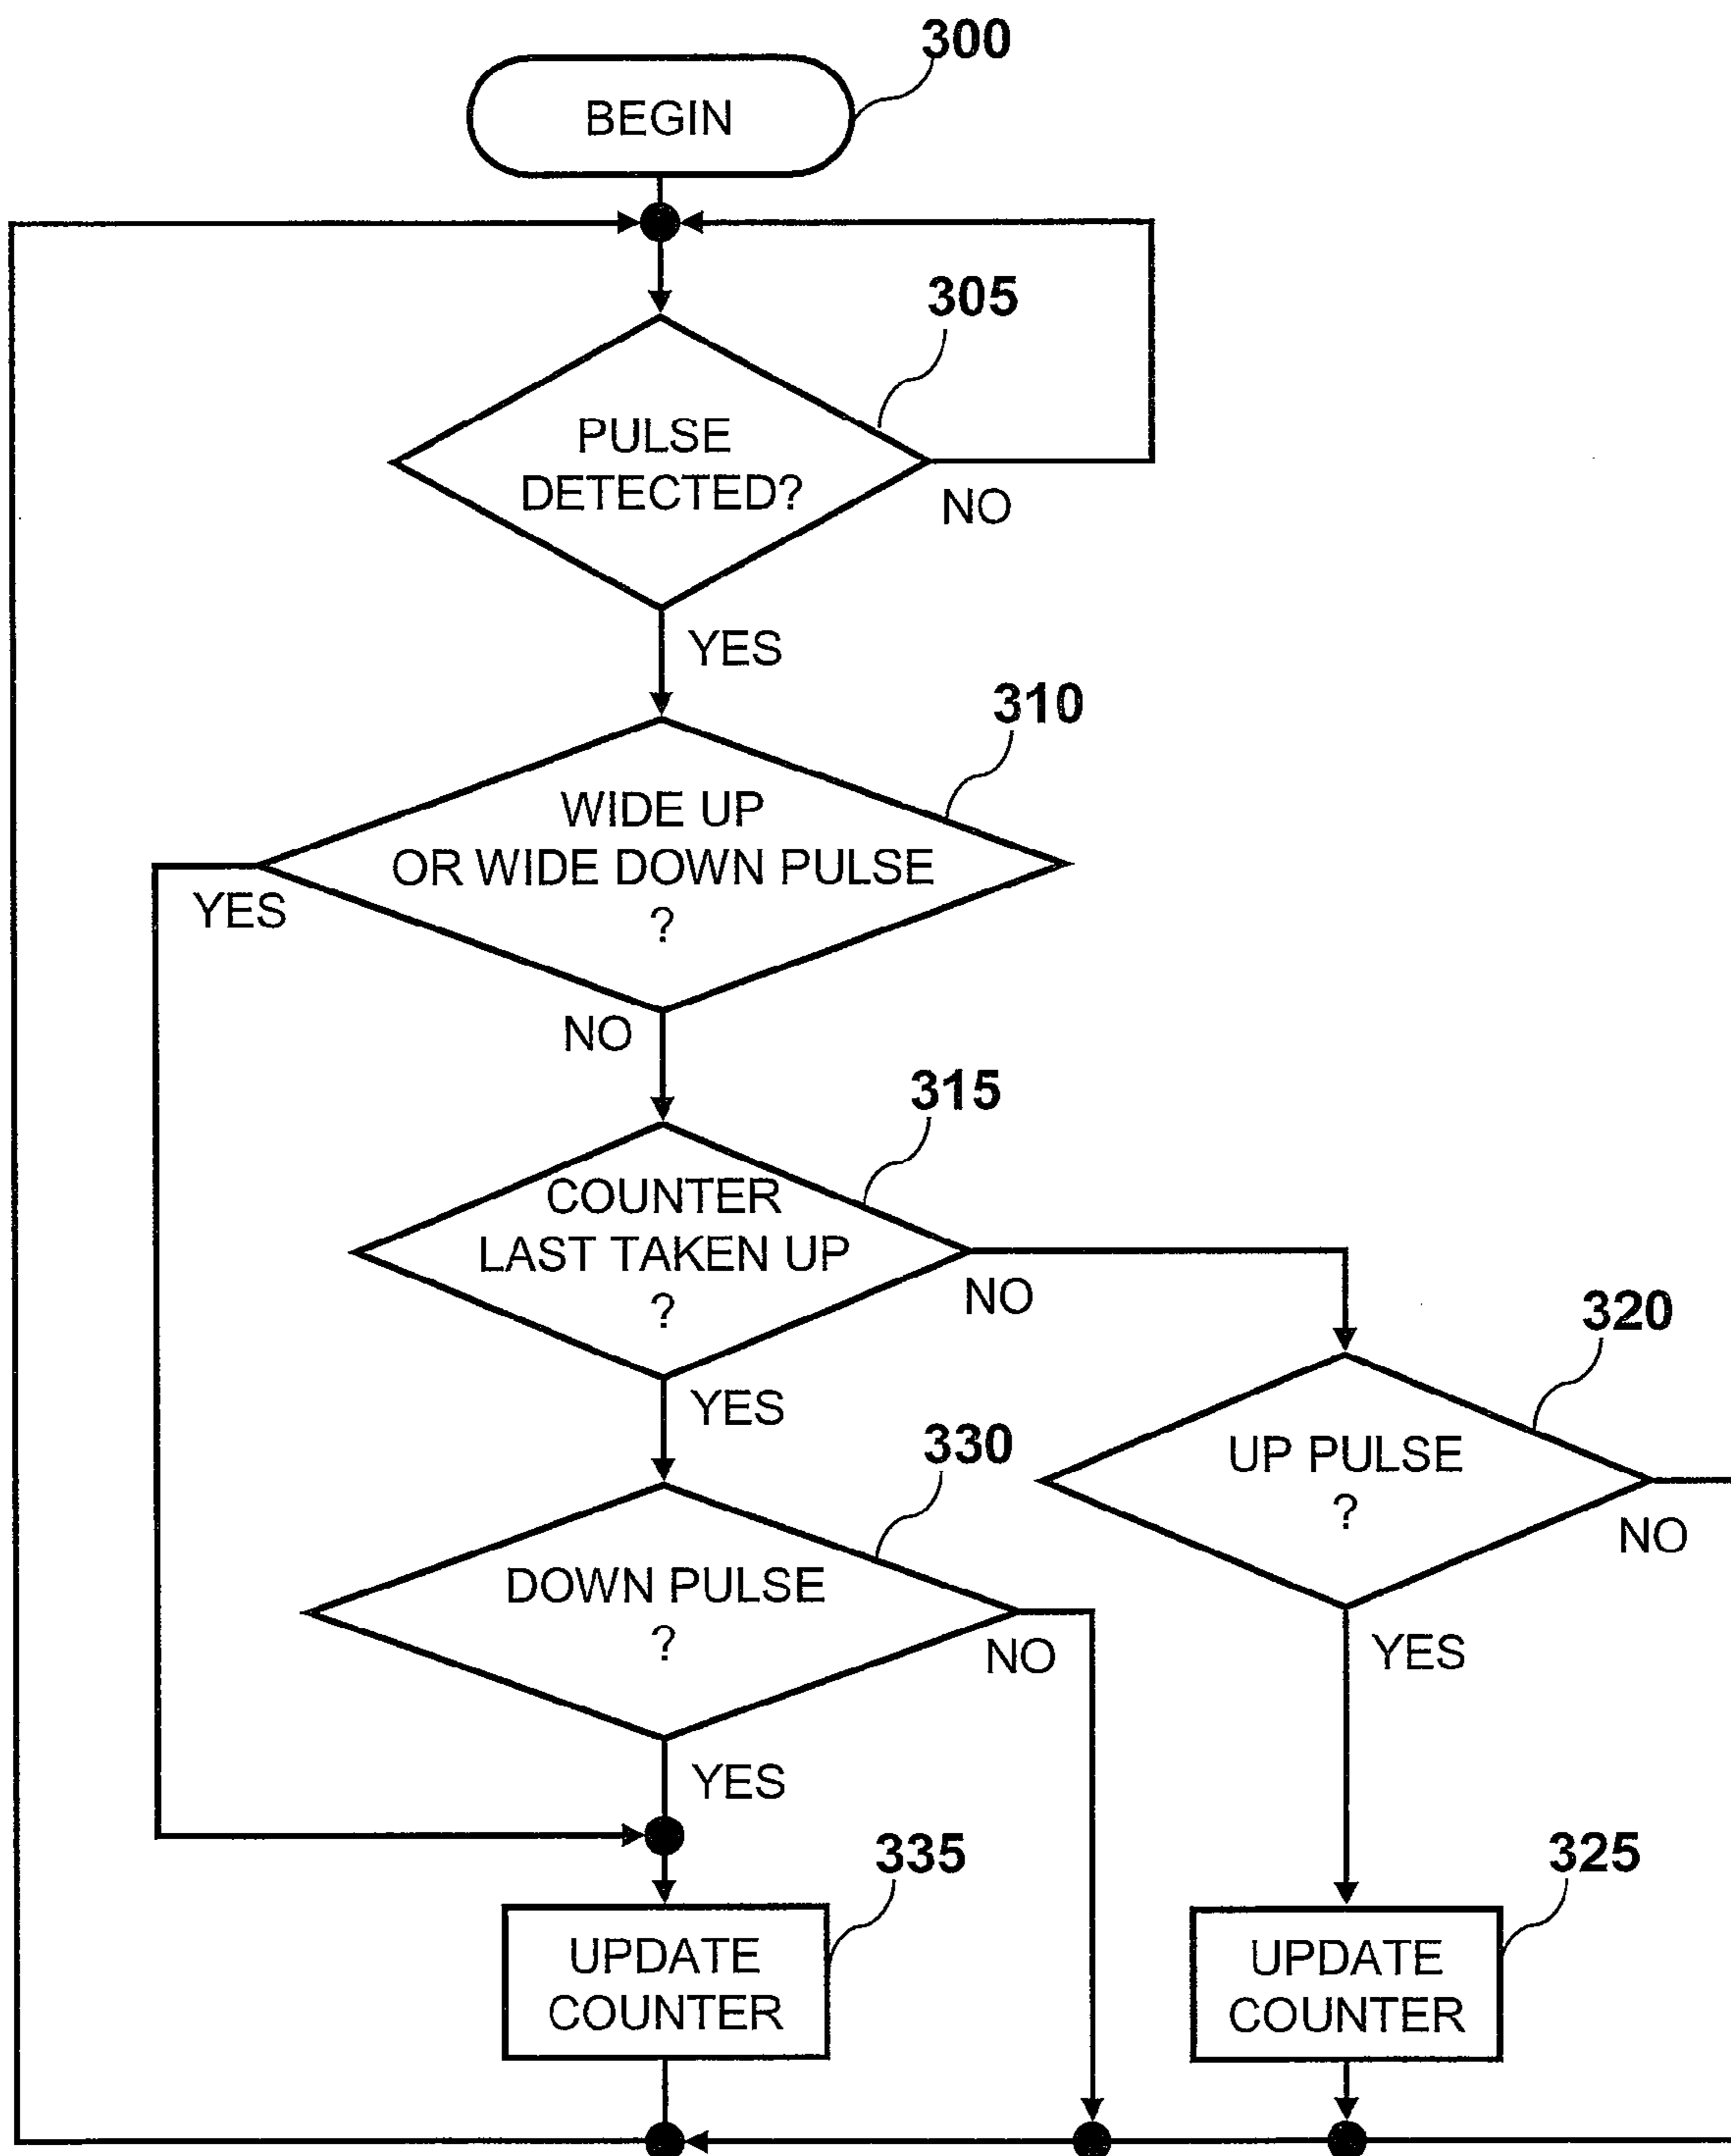 300
BEGIN
305
PULSE
DETECTED?
NO
YES
310
WIDE UP
OR WIDE DOWN PULSE
?
YES
NO
315
COUNTER
LAST TAKEN UP
?
NO
YES
320
UP PULSE
?
NO
YES
330
DOWN PULSE
?
NO
YES
335
UPDATE
COUNTER
325
UPDATE
COUNTER